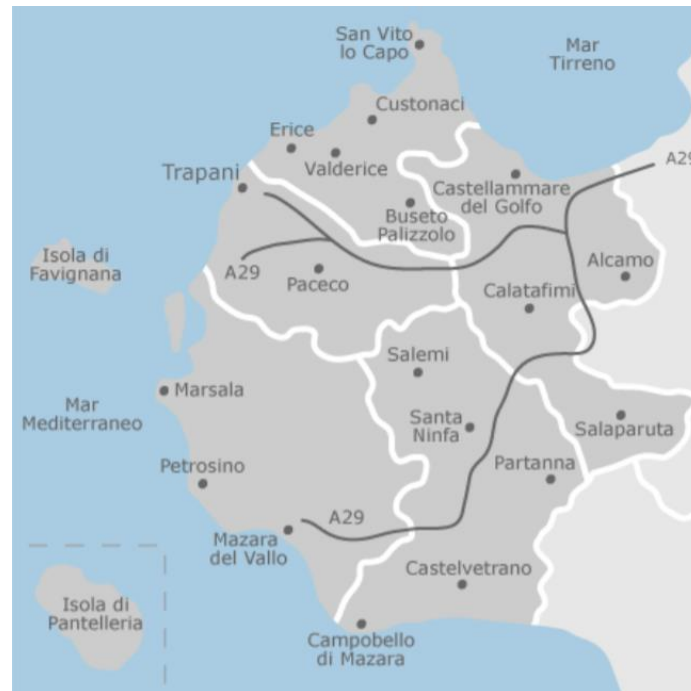 San Vito
lo Capo
Mar
Tirreno
Custonaci
Erice
Valderice
A29
Trapani
Castellammare
del Golfo
Buseto
Palizzolo
Isola di
Favignana
A29
Paceco
Alcamo
Calatafimi
Salemi
Marsala
Mar
Mediterraneo
Santa
Ninfa
Salaparuta
Petrosino
Partanna
A29
Mazara
del Vallo
Castelvetrano
Isola di
Pantelleria
Campobello
di Mazara